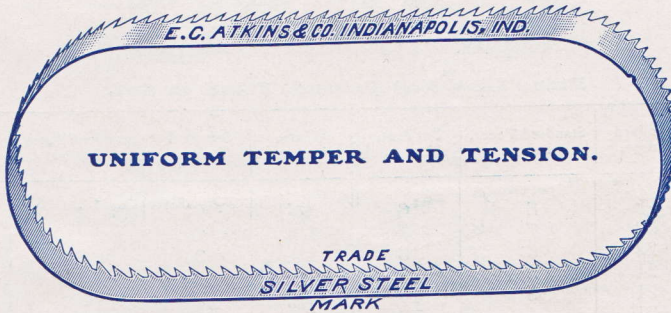 E.C. ATKINS & CO. INDIANAPOLIS, IND.
UNIFORM TEMPER AND TENSION.
TRADE
SILVER STEEL
MARK